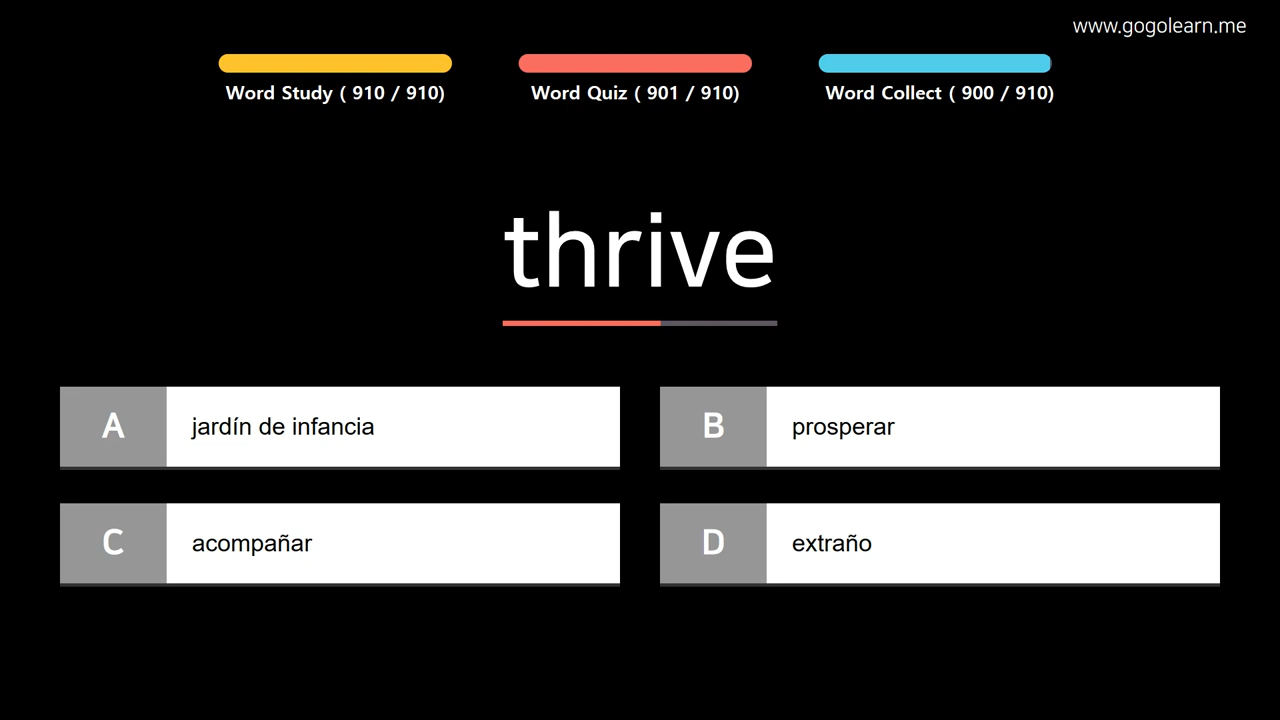 www.gogolearn.me
Word Study ( 910 / 910)
Word Quiz ( 901 / 910)
Word Collect ( 900 / 910)
thrive
A jardín de infancia
B prosperar
C acompañar
D extraño